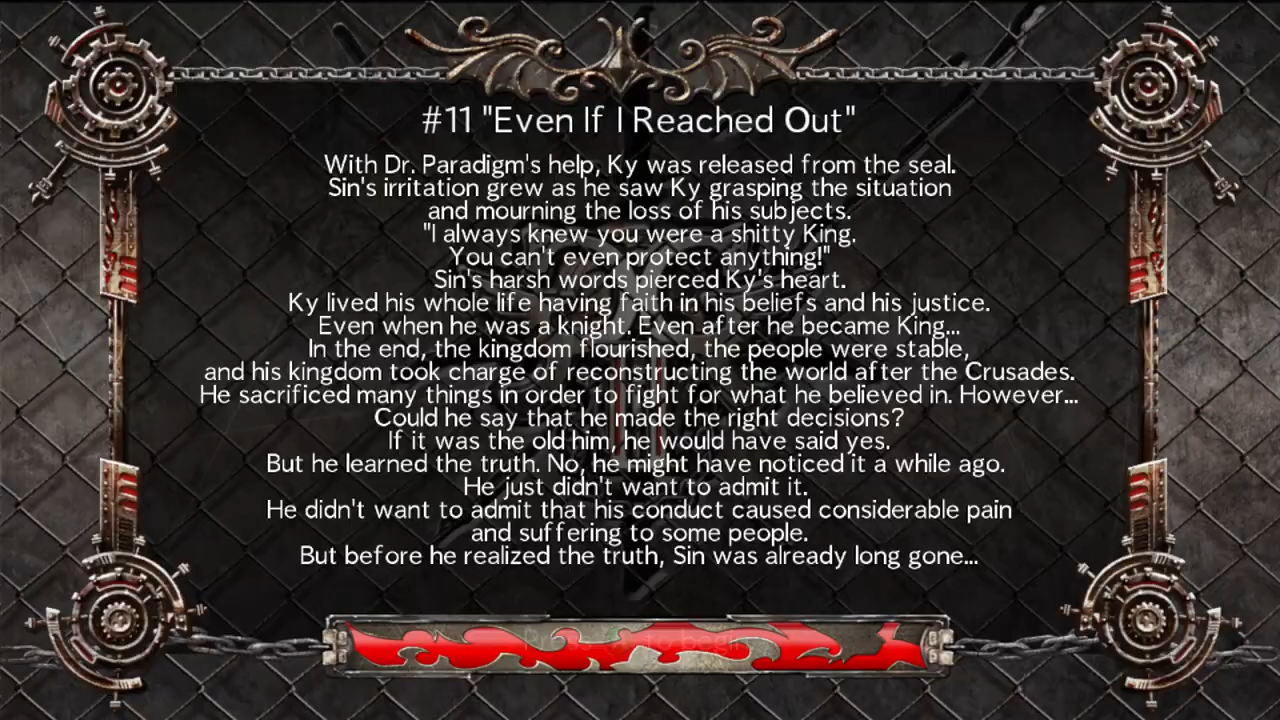 #11 "Even If I Reached Out"
With Dr. Paradigm's help, Ky was released from the seal.
Sin's irritation grew as he saw Ky grasping the situation
and mourning the loss of his subjects.
"I always knew you were a shitty King.
You can't even protect anything!"
Sin's harsh words pierced Ky's heart.
Ky lived his whole life having faith in his beliefs and his justice.
Even when he was a knight. Even after he became King...
In the end, the kingdom flourished, the people were stable,
and his kingdom took charge of reconstructing the world after the Crusades.
He sacrificed many things in order to fight for what he believed in. However...
Could he say that he made the right decisions?
If it was the old him, he would have said yes.
But he learned the truth. No, he might have noticed it a while ago.
He just didn't want to admit it.
He didn't want to admit that his conduct caused considerable pain
and suffering to some people.
But before he realized the truth, Sin was already long gone...
to begin